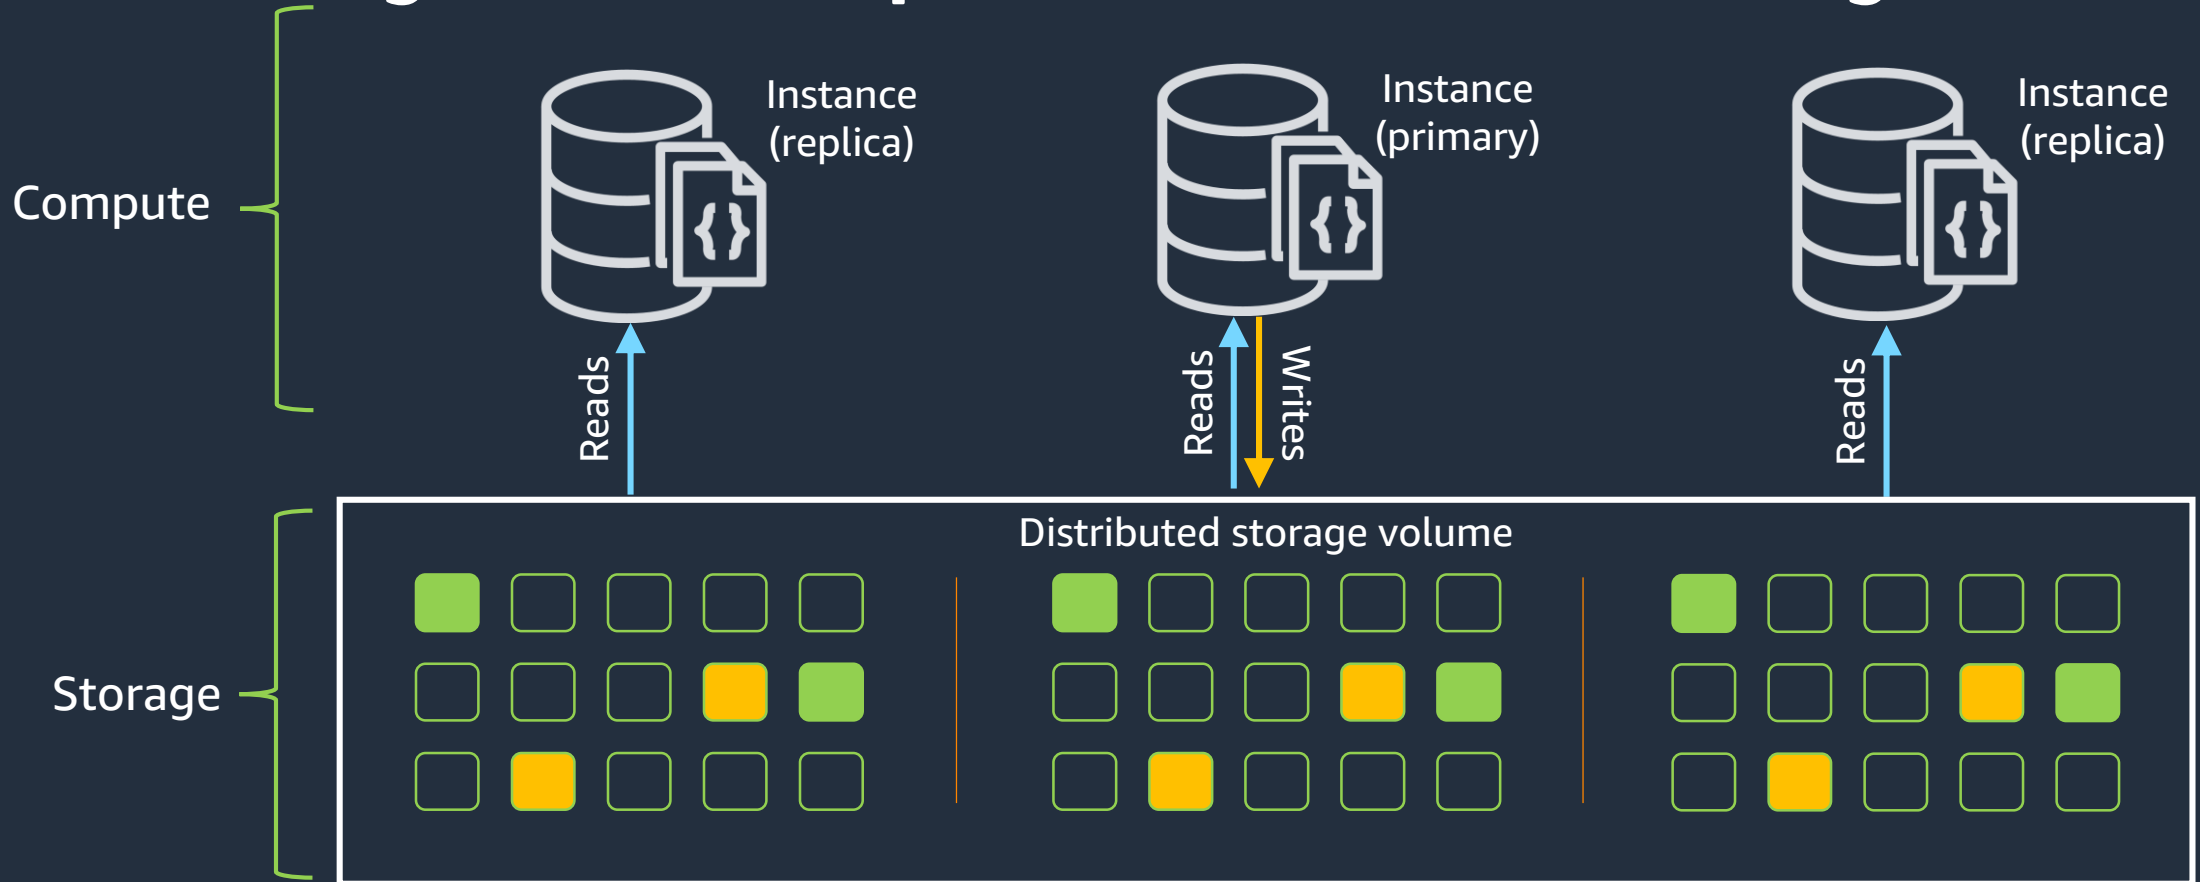 Compute
Instance
(replica)
Instance
(primary)
Instance
(replica)
{}
{}
{}
Reads
Reads
Writes
Reads
Storage
Distributed storage volume